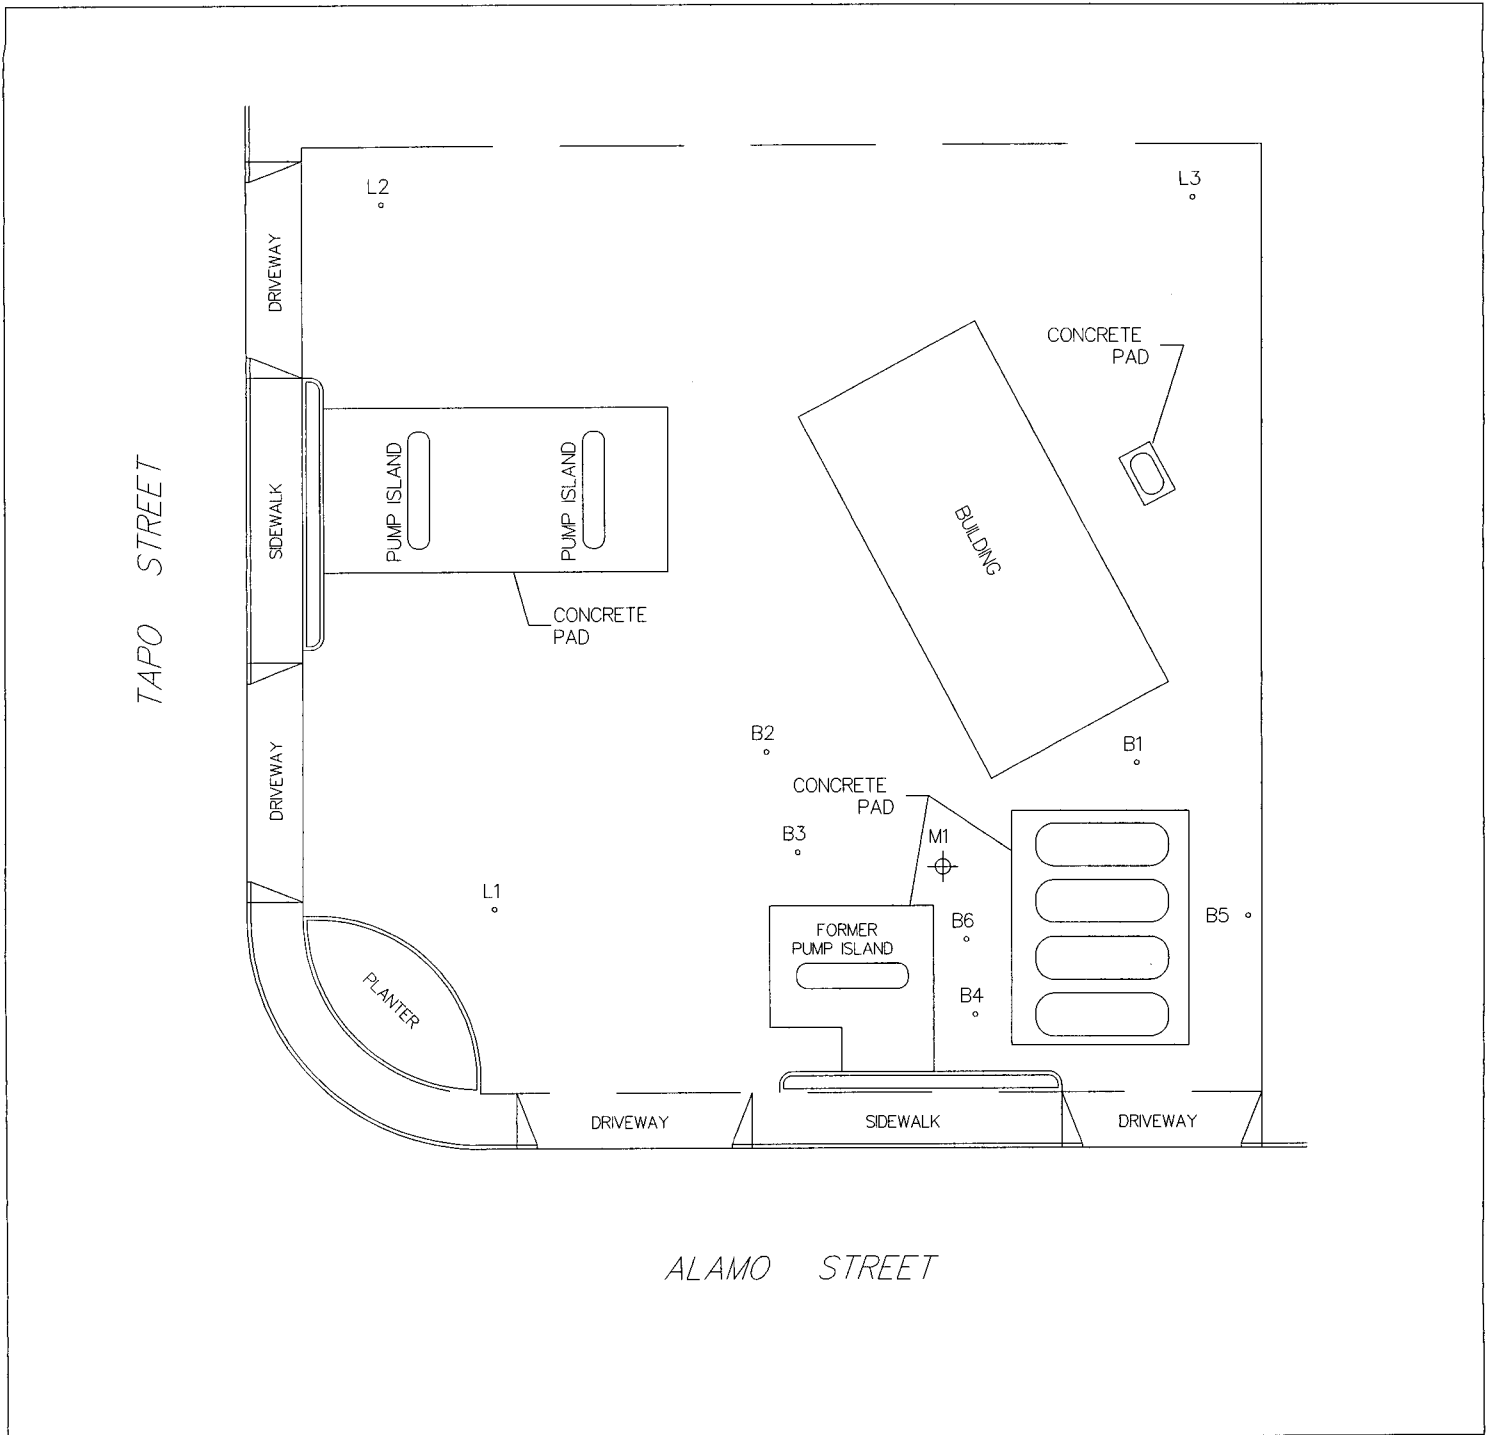 L2
L3
DRIVEWAY
CONCRETE
PAD
SIDEWALK
PUMP ISLAND
PUMP ISLAND
TAPO STREET
BUILDING
CONCRETE
PAD
DRIVEWAY
B2
B1
CONCRETE
PAD
B3
M1
L1
B6
B5
FORMER
PUMP ISLAND
PLANTER
B4
DRIVEWAY
SIDEWALK
DRIVEWAY
ALAMO STREET